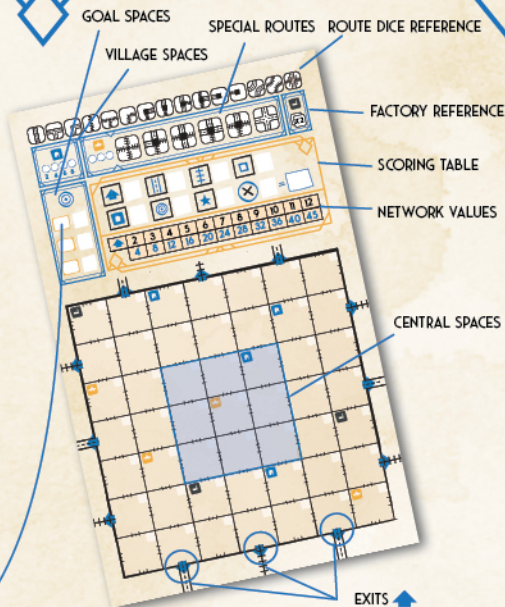 GOAL SPACES
SPECIAL ROUTES
ROUTE DICE REFERENCE
VILLAGE SPACES
FACTORY REFERENCE
SCORING TABLE
=
NETWORK VALUES
2 3 4 5 6 7 8 9 10 11 12
4 8 12 16 20 24 28 32 36 40 45
CENTRAL SPACES
EXITS